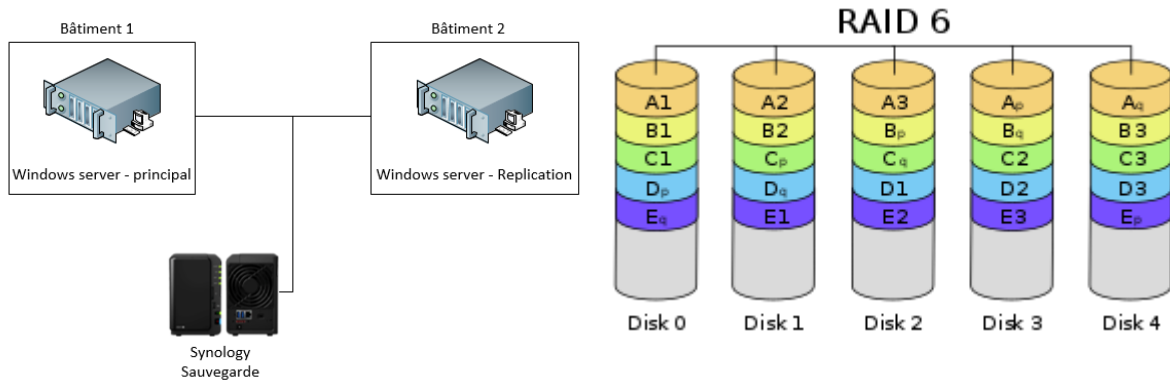 Bâtiment 1
Windows server - principal
Bâtiment 2
Windows server - Replication
Synology
Sauvegarde
RAID 6
A1 A2 A3 Ap Aq
B1 B2 Bp Bq B3
C1 Cp Cq C2 C3
Dp Dq D1 D2 D3
Eq E1 E2 E3 Ep
Disk 0 Disk 1 Disk 2 Disk 3 Disk 4